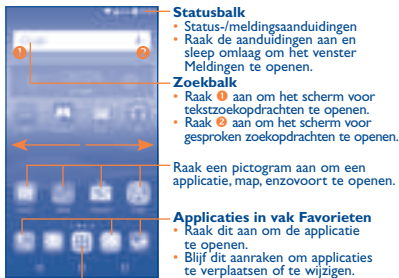 Statusbalk
• Status-/meldingsaanduidingen
• Raak de aanduidingen aan en
sleep omlaag om het venster
Meldingen te openen.
Zoekbalk
• Raak ❶ aan om het scherm voor
tekstzoekopdrachten te openen.
• Raak ❷ aan om het scherm voor
gesproken zoekopdrachten te openen.
Raak een pictogram aan om een
applicatie, map, enzovoort te openen.
Applicaties in vak Favorieten
• Raak dit aan om de applicatie
te openen.
• Blijf dit aanraken om applicaties
te verplaatsen of te wijzigen.
❶
❷